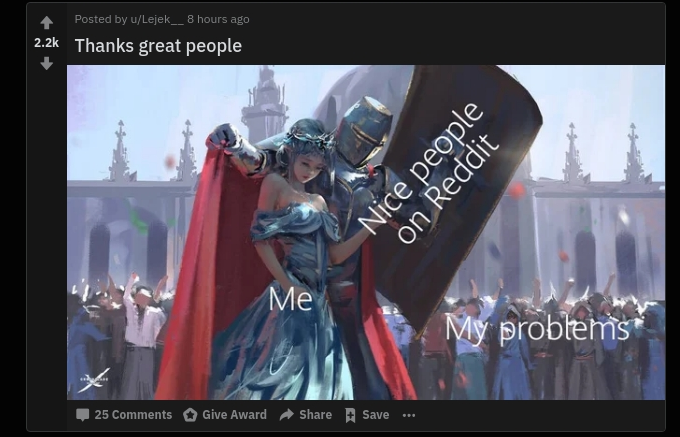 Posted by u/Lejek__ 8 hours ago
2.2k
Thanks great people
Nice people
on Reddit
Me
My problems
25 Comments Give Award Share Save ...